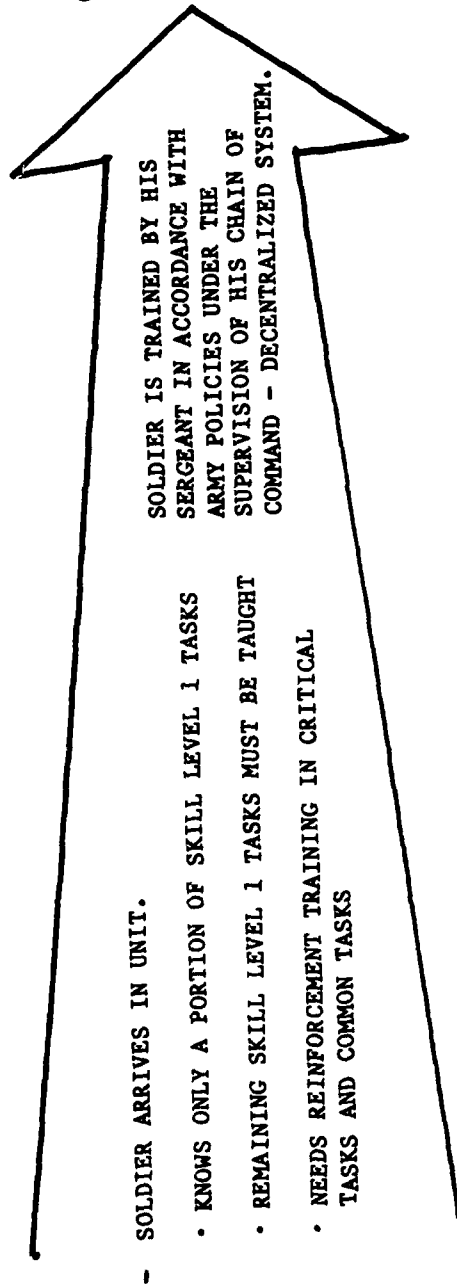 - SOLDIER ARRIVES IN UNIT.
• KNOWS ONLY A PORTION OF SKILL LEVEL 1 TASKS
• REMAINING SKILL LEVEL 1 TASKS MUST BE TAUGHT
• NEEDS REINFORCEMENT TRAINING IN CRITICAL
TASKS AND COMMON TASKS
SOLDIER IS TRAINED BY HIS
SERGEANT IN ACCORDANCE WITH
ARMY POLICIES UNDER THE
SUPERVISION OF HIS CHAIN OF
COMMAND - DECENTRALIZED SYSTEM.